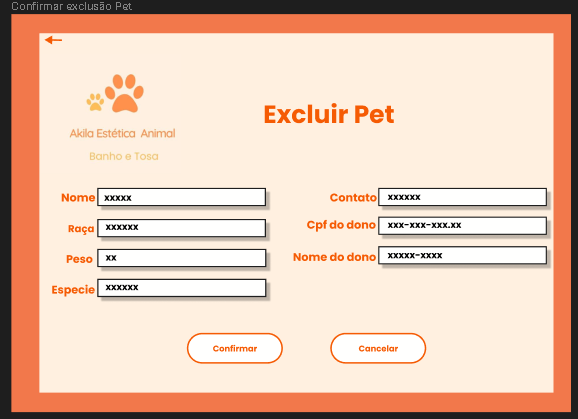 Confirmar exclusão Pet
Excluir Pet
Akila Estética Animal
Banho e Tosa
Nome xxxxx
Raça xxxxxx
Peso xx
Especie xxxxxx
Contato xxxxxx
Cpf do dono xxx-xxx-xxx.xx
Nome do dono xxxxx-xxxx
Confirmar
Cancelar